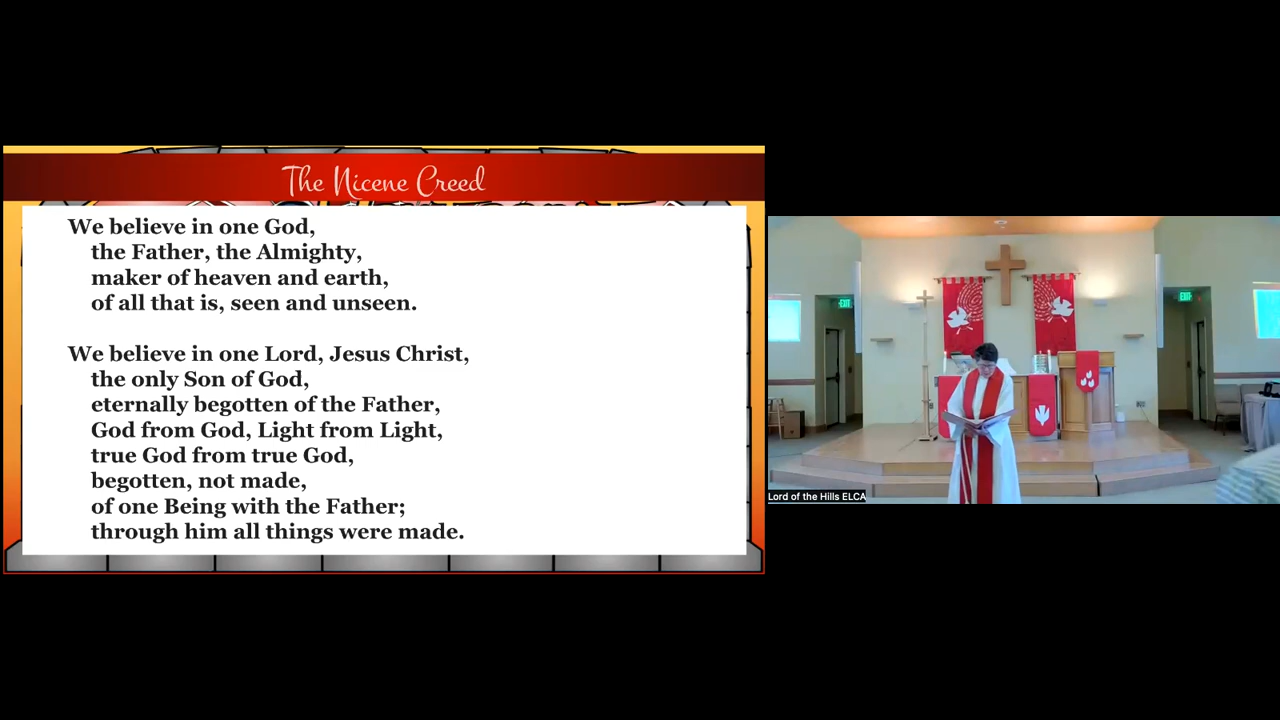 The Nicene Creed
We believe in one God,
the Father, the Almighty,
maker of heaven and earth,
of all that is, seen and unseen.
We believe in one Lord, Jesus Christ,
the only Son of God,
eternally begotten of the Father,
God from God, Light from Light,
true God from true God,
begotten, not made,
of one Being with the Father;
through him all things were made.
EXIT
EXIT
Lord of the Hills ELCA